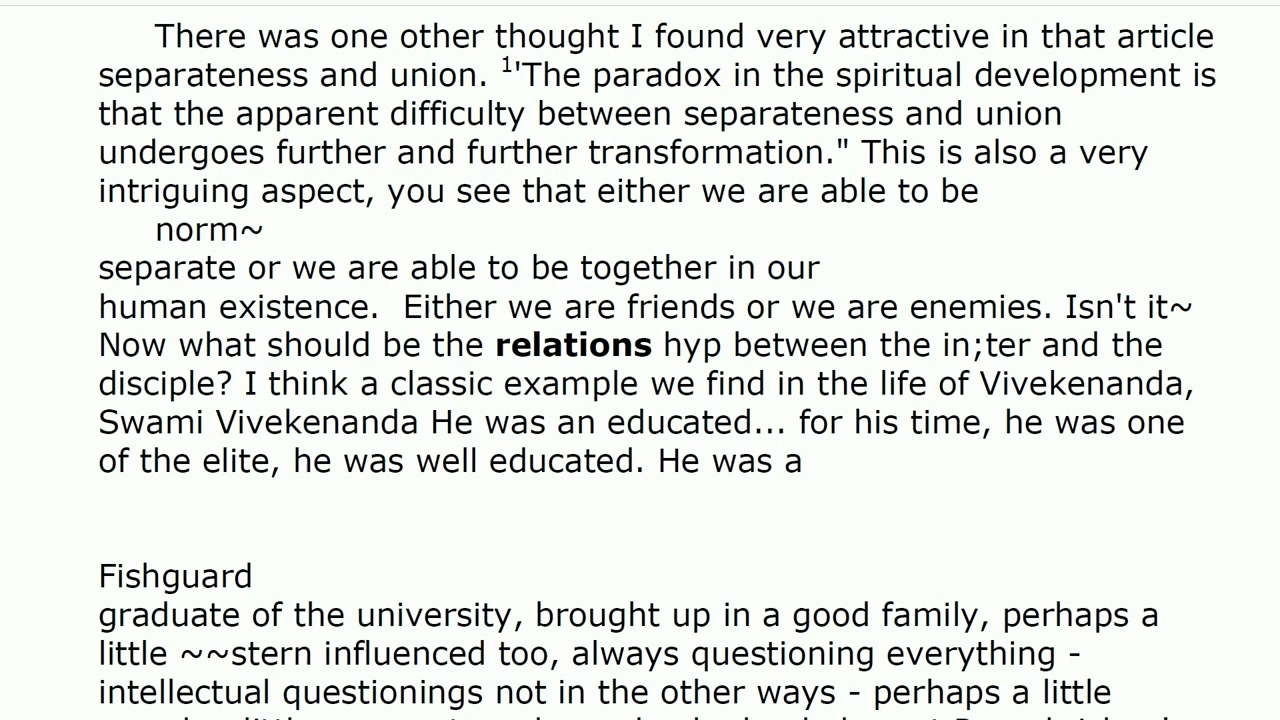 There was one other thought I found very attractive in that article
separateness and union. 1'The paradox in the spiritual development is
that the apparent difficulty between separateness and union
undergoes further and further transformation." This is also a very
intriguing aspect, you see that either we are able to be
norm~
separate or we are able to be together in our
human existence.  Either we are friends or we are enemies. Isn't it~
Now what should be the relations hyp between the in;ter and the
disciple? I think a classic example we find in the life of Vivekenanda,
Swami Vivekenanda He was an educated... for his time, he was one
of the elite, he was well educated. He was a
Fishguard
graduate of the university, brought up in a good family, perhaps a
little ~~stern influenced too, always questioning everything -
intellectual questionings not in the other ways - perhaps a little